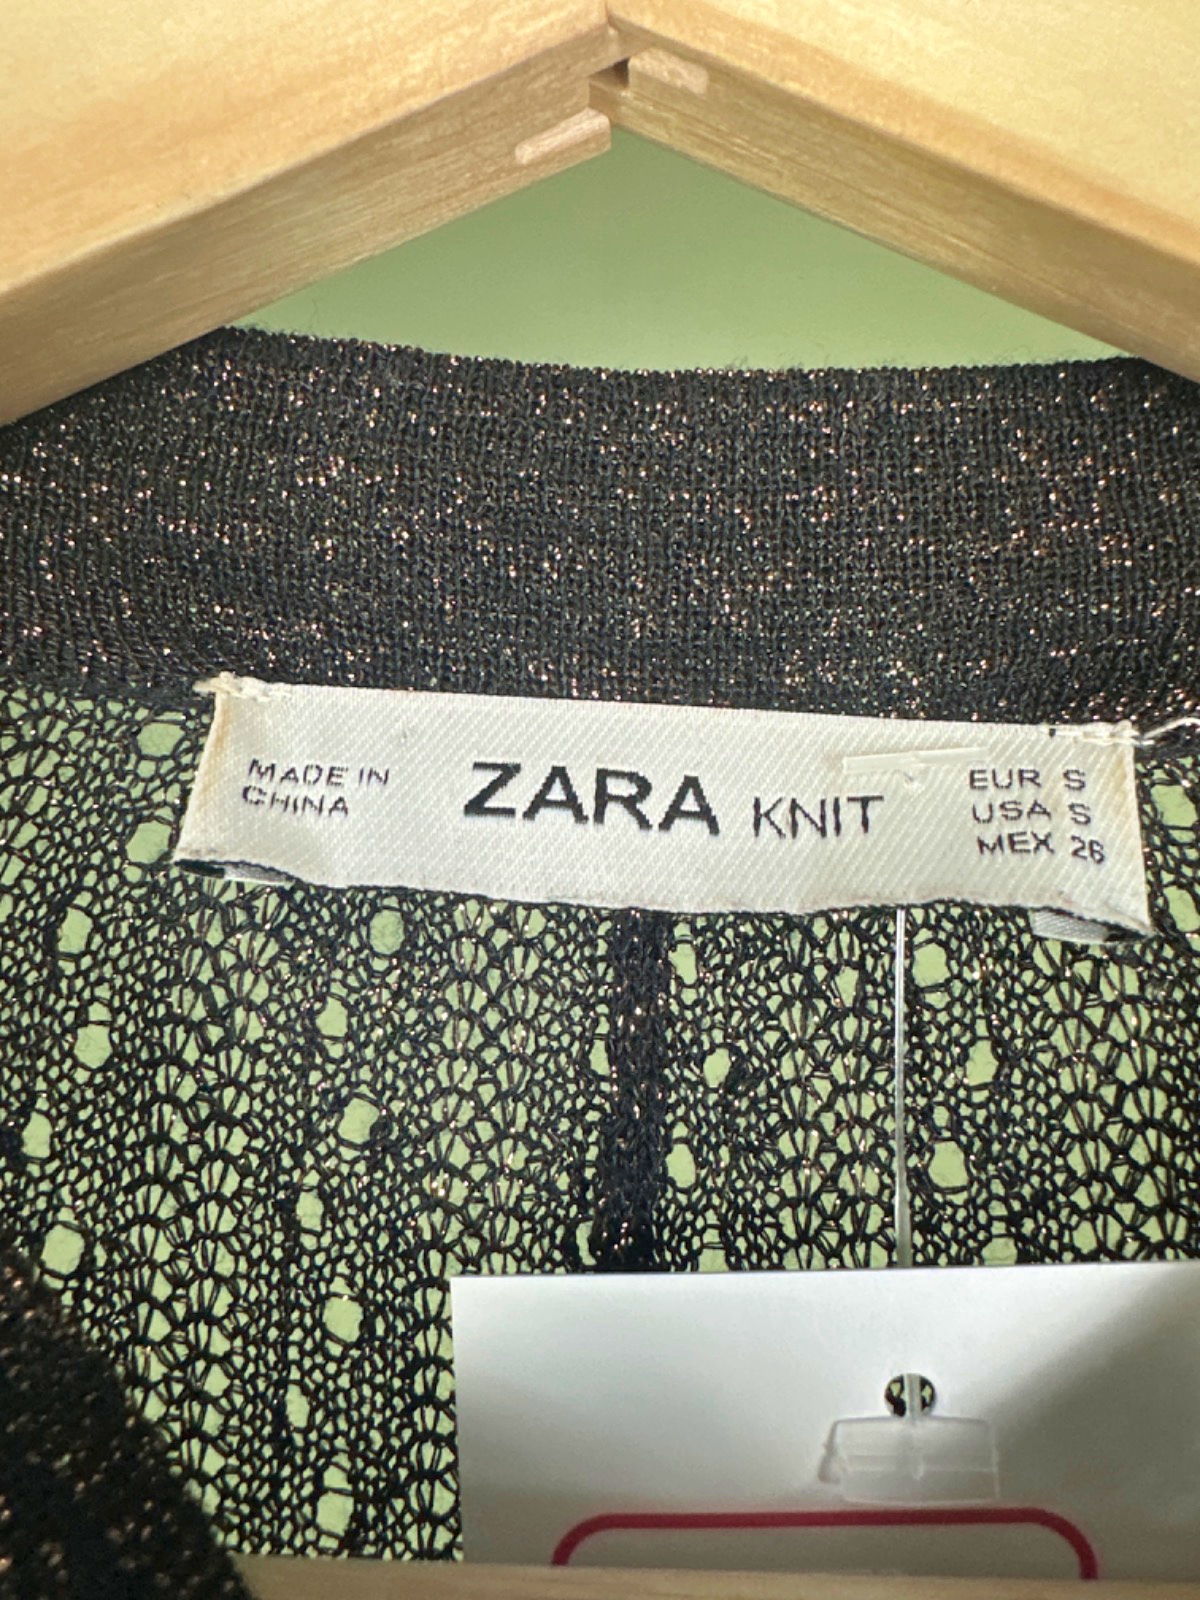 MADE IN
CHINA
ZARA KNIT
EUR S
USA S
MEX 26